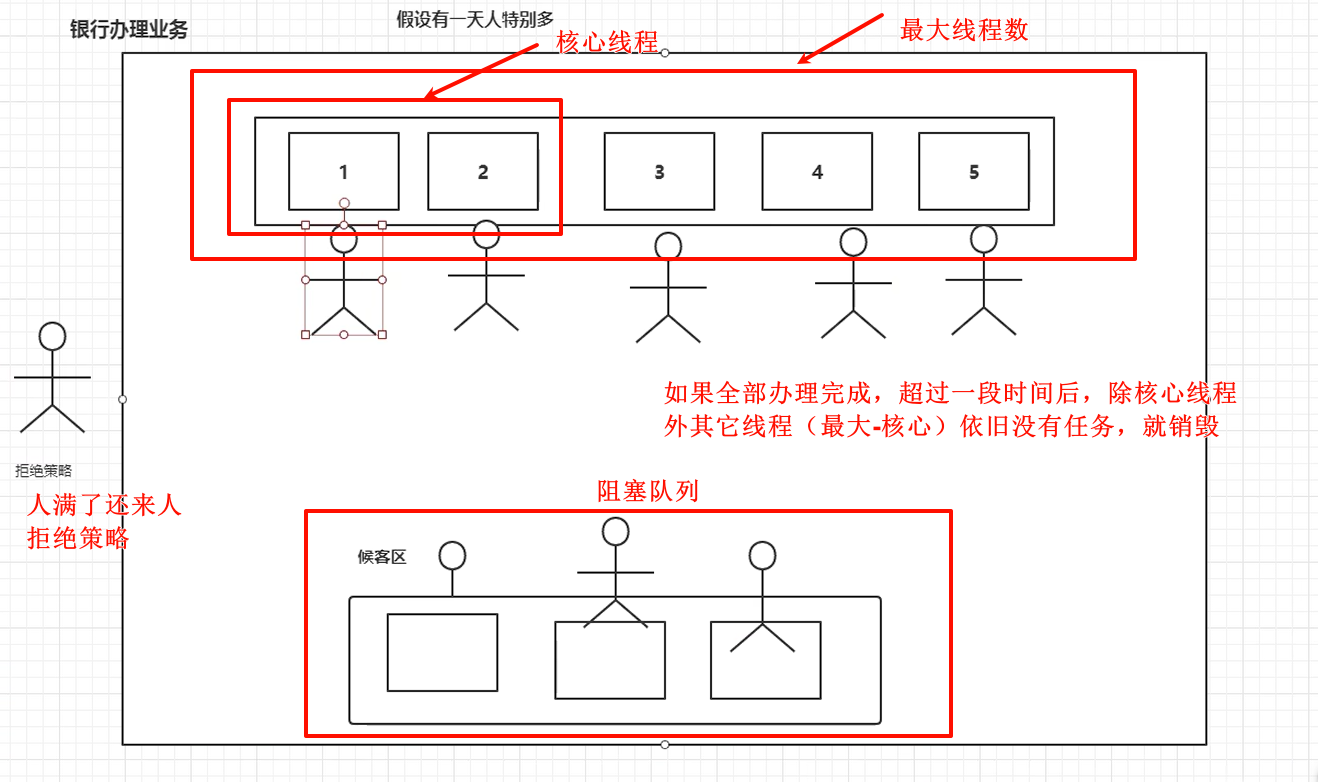 银行办理业务
假设有一天人特别多
核心线程
最大线程数
1
2
3
4
5
如果全部办理完成，超过一段时间后，除核心线程
外其它线程（最大-核心）依旧没有任务，就销毁
拒绝策略
人满了还来人
拒绝策略
阻塞队列
候客区